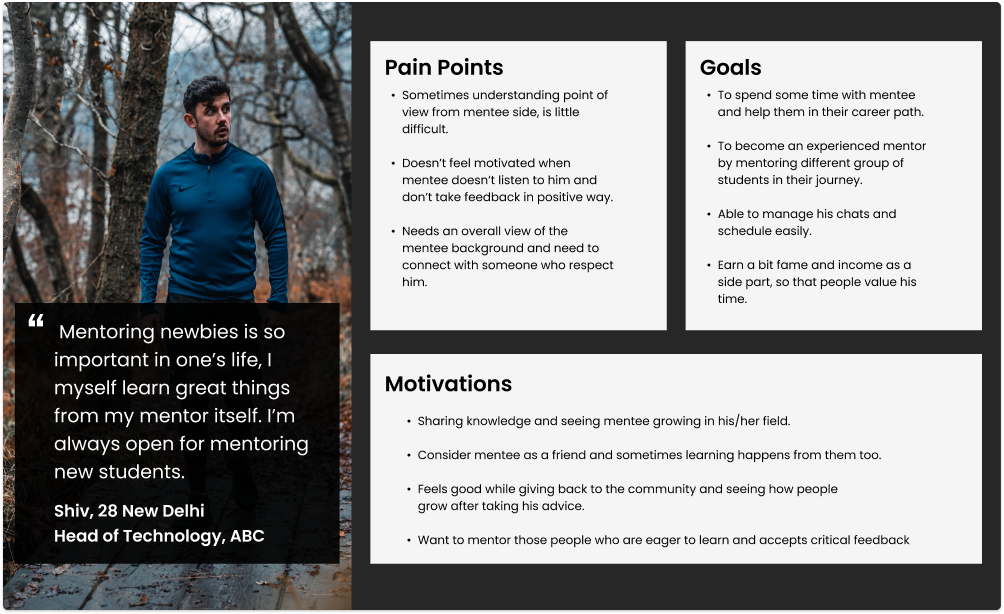 “ Mentoring newbies is so
important in one’s life, I
myself learn great things
from my mentor itself. I’m
always open for mentoring
new students.
Shiv, 28 New Delhi
Head of Technology, ABC
Pain Points
• Sometimes understanding point of
view from mentee side, is little
difficult.
• Doesn’t feel motivated when
mentee doesn’t listen to him and
don’t take feedback in positive way.
• Needs an overall view of the
mentee background and need to
connect with someone who respect
him.
Goals
• To spend some time with mentee
and help them in their career path.
• To become an experienced mentor
by mentoring different group of
students in their journey.
• Able to manage his chats and
schedule easily.
• Earn a bit fame and income as a
side part, so that people value his
time.
Motivations
• Sharing knowledge and seeing mentee growing in his/her field.
• Consider mentee as a friend and sometimes learning happens from them too.
• Feels good while giving back to the community and seeing how people
grow after taking his advice.
• Want to mentor those people who are eager to learn and accepts critical feedback